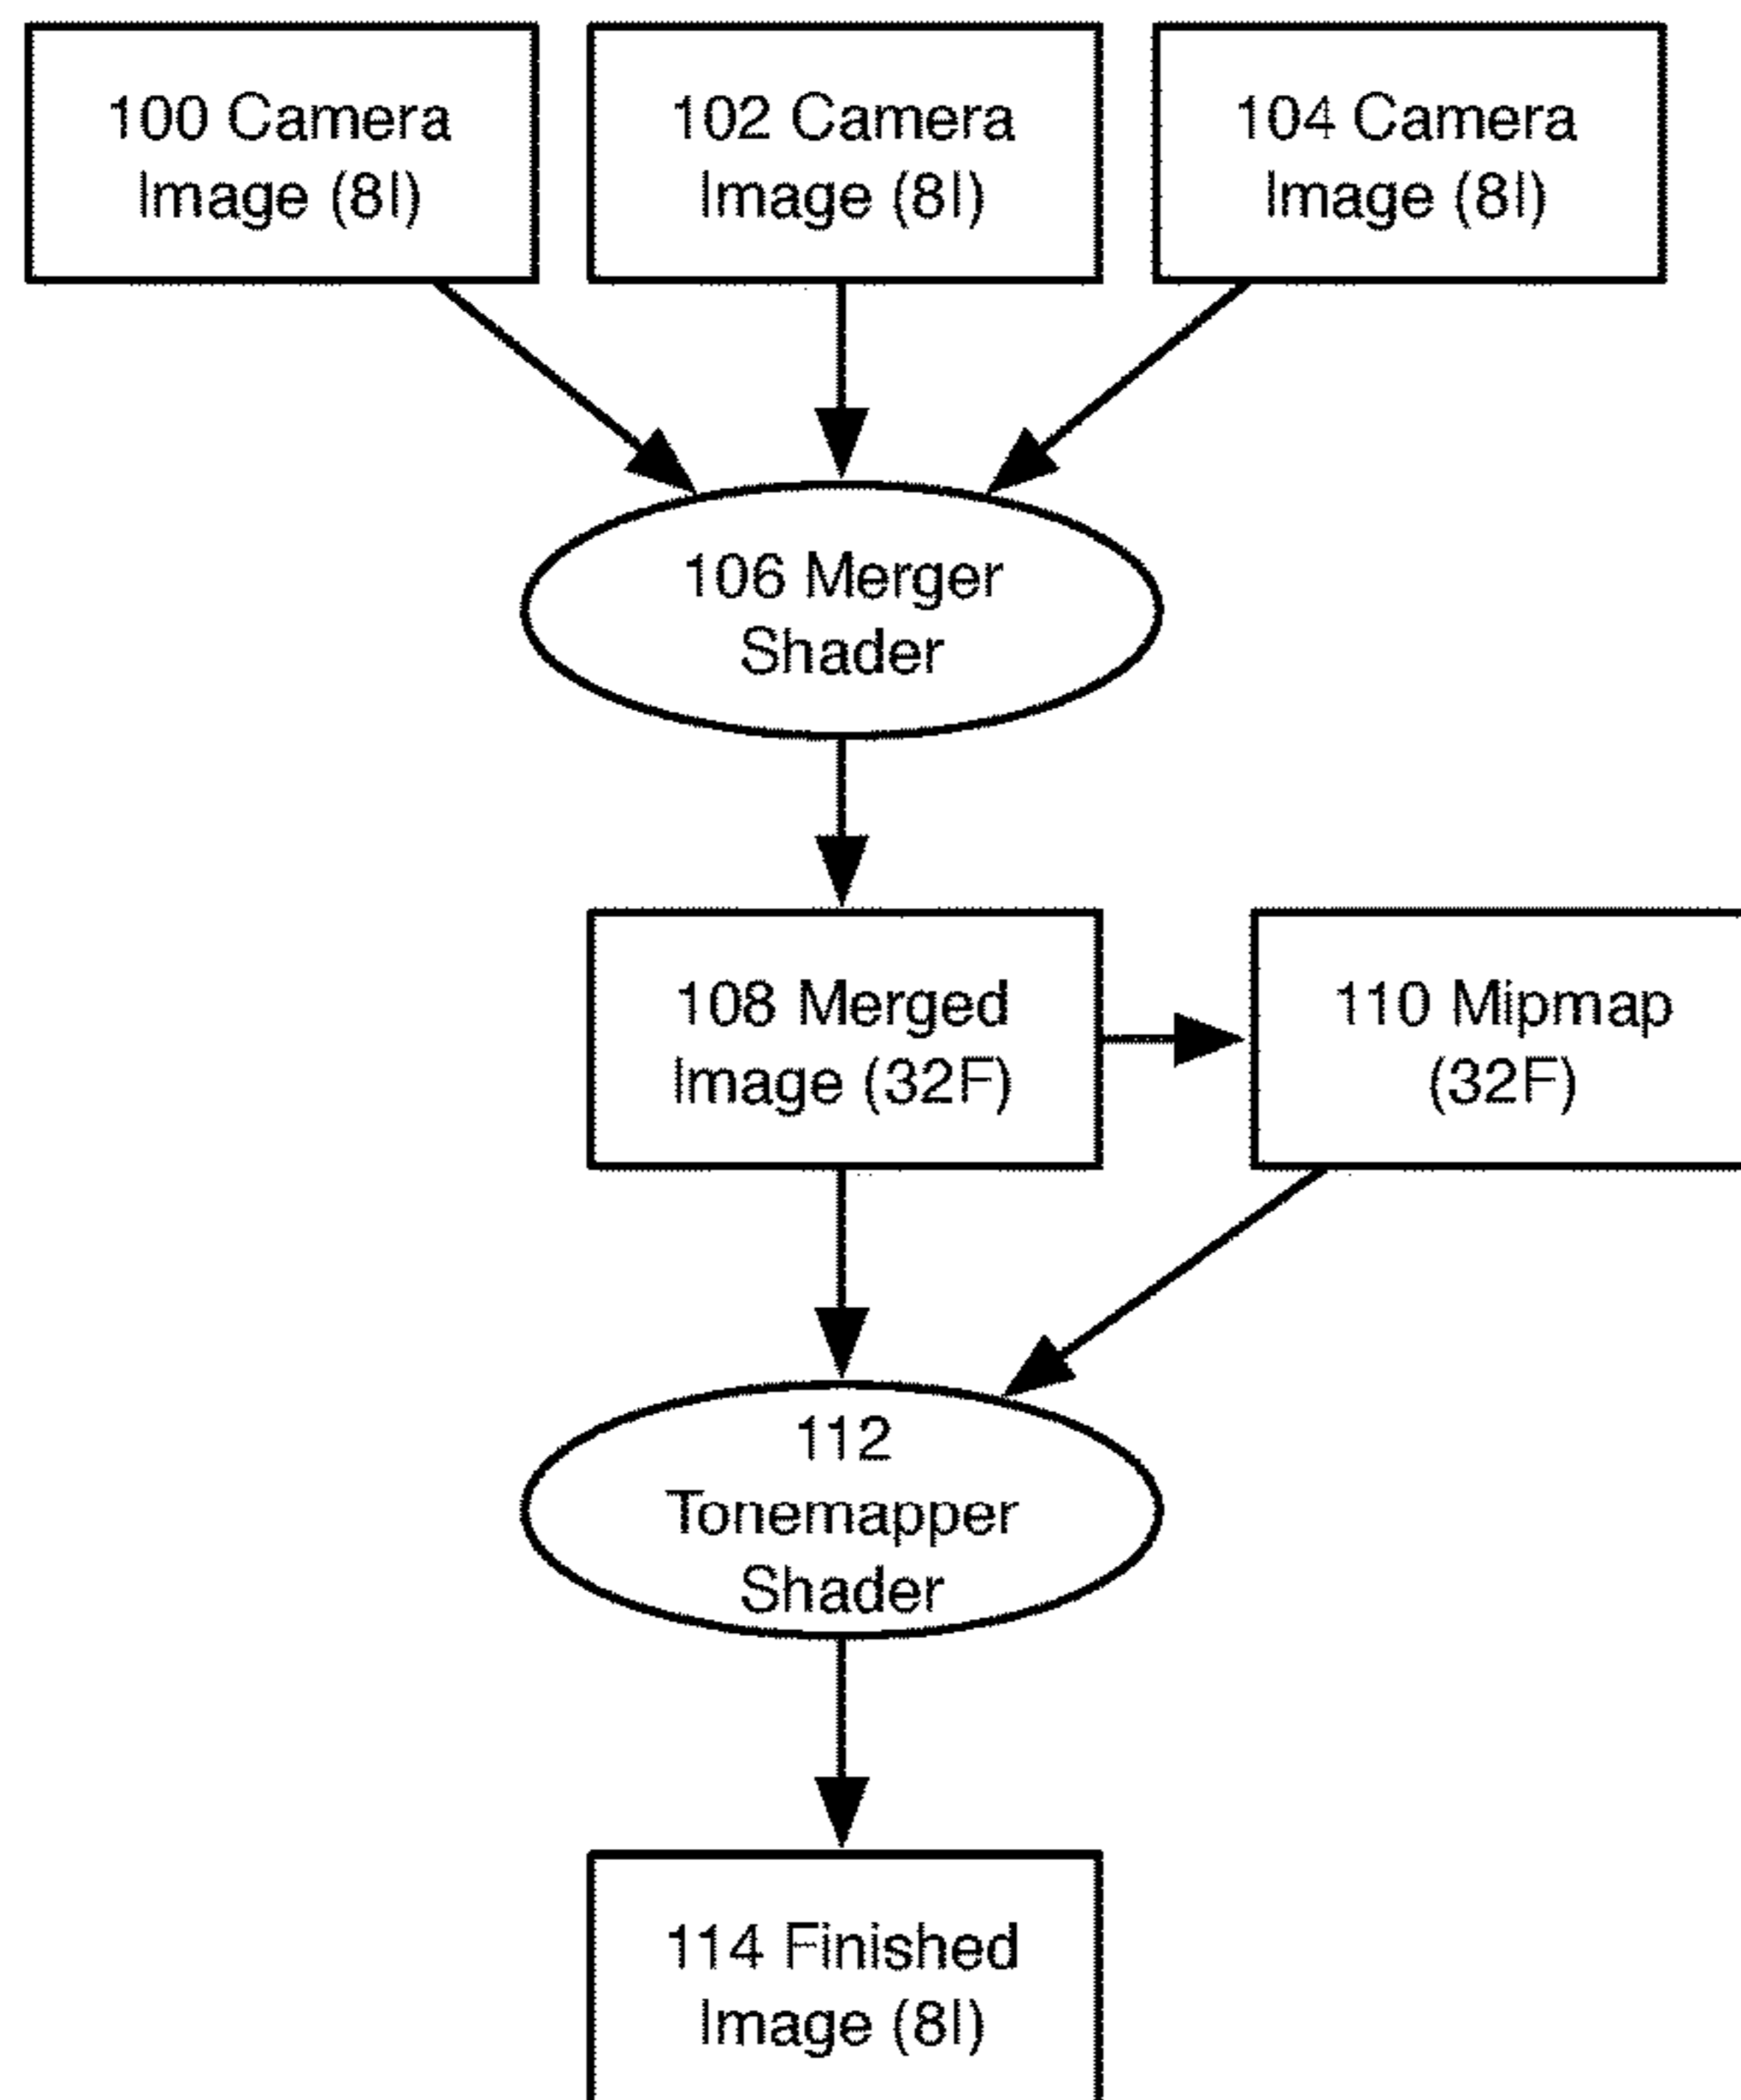 100 Camera
Image (8I)
102 Camera
Image (8I)
104 Camera
Image (8I)
106 Merger
Shader
108 Merged
Image (32F)
110 Mipmap
(32F)
112
Tonemapper
Shader
114 Finished
Image (8I)